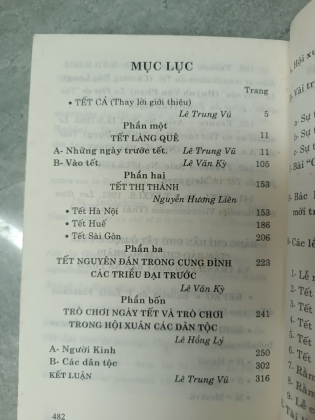 MỤC LỤC
Trang
• TẾT CẢ (Thay lời giới thiệu)
Lê Trung Vũ 5
Phần một
TẾT LÀNG QUÊ 11
A- Những ngày trước tết. Lê Trung Vũ 11
B- Vào tết. Lê Văn Kỳ 105
Phần hai
TẾT THỊ THÀNH 153
Nguyễn Hương Liên
• Tết Hà Nội 153
• Tết Huế 186
• Tết Sài Gòn 206
Phần ba
TẾT NGUYÊN ĐÁN TRONG CUNG ĐÌNH 223
CÁC TRIỀU ĐẠI TRƯỚC
Lê Văn Kỳ
Phần bốn
TRÒ CHƠI NGÀY TẾT VÀ TRÒ CHƠI 241
TRONG HỘI XUÂN CÁC DÂN TỘC
Lê Hồng Lý
A- Người Kinh 250
B- Các dân tộc 302
KẾT LUẬN Lê Trung Vũ 316
482